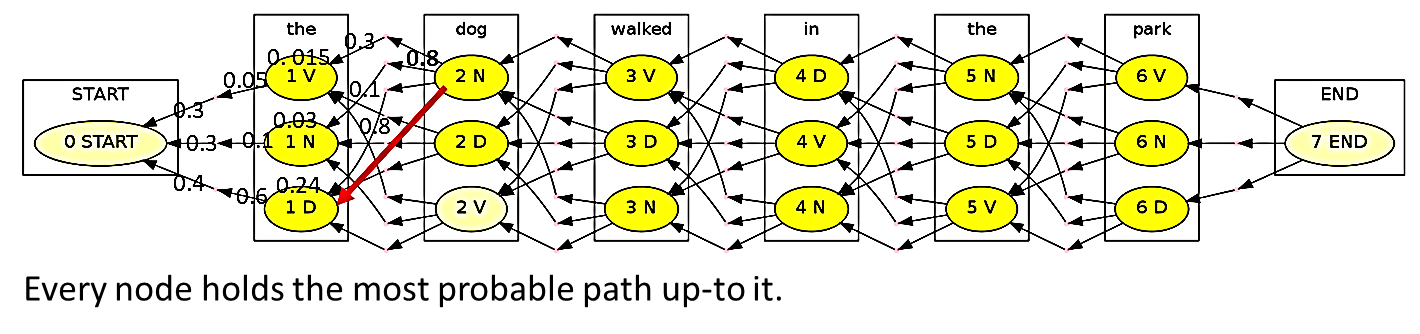 the dog walked in the park
0.3 0.8
0.015
1 V 2 N 3 V 4 D 5 N 6 V
0.05 0.1
START END
0.3
0.03 0.8
0 START 0.3 0.1 1 N 2 D 3 D 4 V 5 D 6 N 7 END
0.4 0.24
0.6 1 D 2 V 3 N 4 N 5 V 6 D
Every node holds the most probable path up-to it.